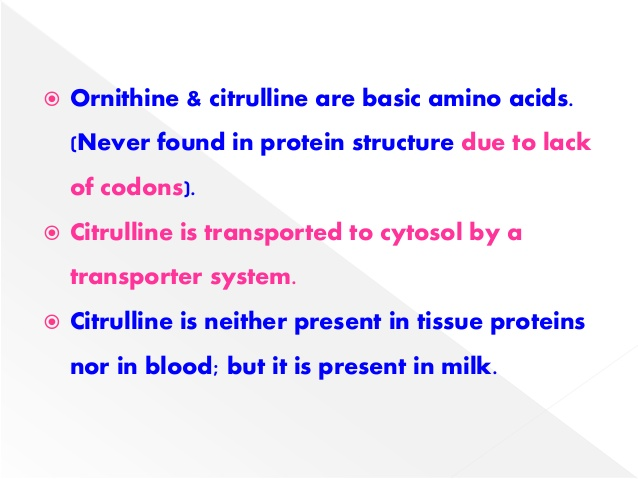 Ornithine & citrulline are basic amino acids.
(Never found in protein structure due to lack
of codons).
Citrulline is transported to cytosol by a
transporter system.
Citrulline is neither present in tissue proteins
nor in blood; but it is present in milk.